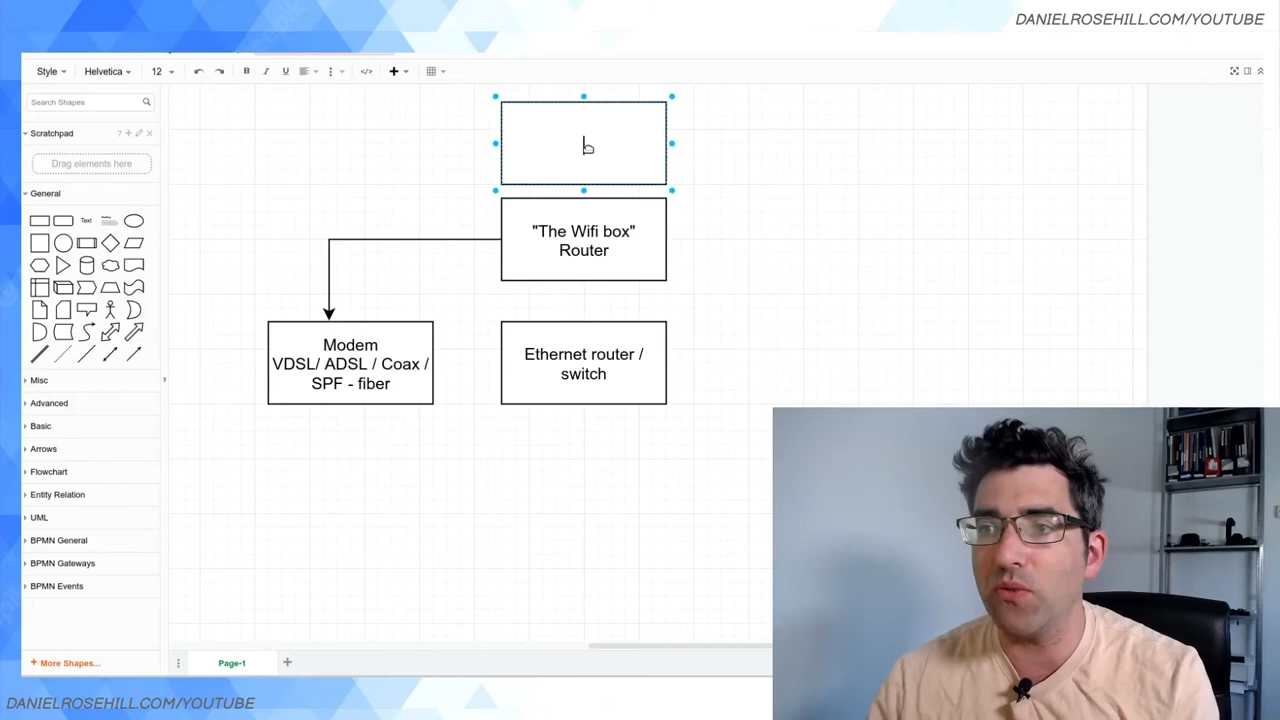 DANIELROSEHILL.COM/YOUTUBE
Style
Helvetica
12
B
I
U
Search Shapes
Scratchpad
?
Drag elements here
General
Text
Misc
Advanced
Basic
Arrows
Flowchart
Entity Relation
UML
BPMN General
BPMN Gateways
BPMN Events
+ More Shapes...
"The Wifi box"
Router
Modem
VDSL/ ADSL / Coax /
SPF - fiber
Ethernet router /
switch
Page-1
DANIELROSEHILL.COM/YOUTUBE